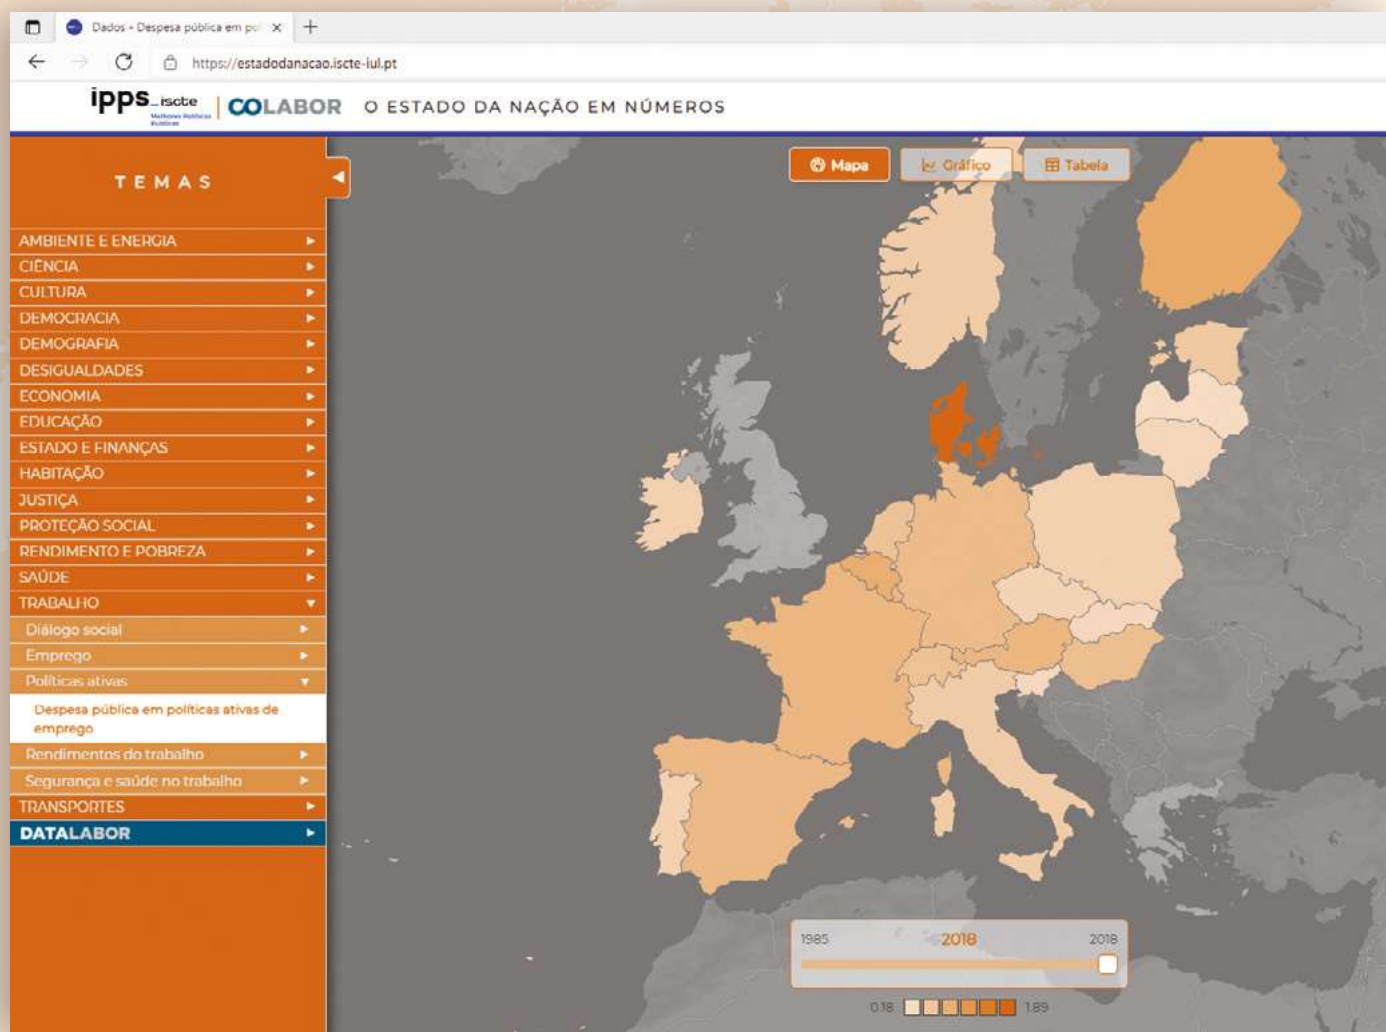 Dados • Despesa pública em po
https://estadodanacao.iscte-iul.pt
ipps_iscte
Melhores Políticas
Públicas
COLABOR
O ESTADO DA NAÇÃO EM NÚMEROS
TEMAS
Mapa
Gráfico
Tabela
AMBIENTE E ENERGIA
CIÊNCIA
CULTURA
DEMOCRACIA
DEMOGRAFIA
DESIGUALDADES
ECONOMIA
EDUCAÇÃO
ESTADO E FINANÇAS
HABITAÇÃO
JUSTIÇA
PROTEÇÃO SOCIAL
RENDIMENTO E POBREZA
SAÚDE
TRABALHO
Diálogo social
Emprego
Políticas ativas
Despesa pública em políticas ativas de
emprego
Rendimentos do trabalho
Segurança e saúde no trabalho
TRANSPORTES
DATALABOR
1985
2018
2018
0.18
1.89